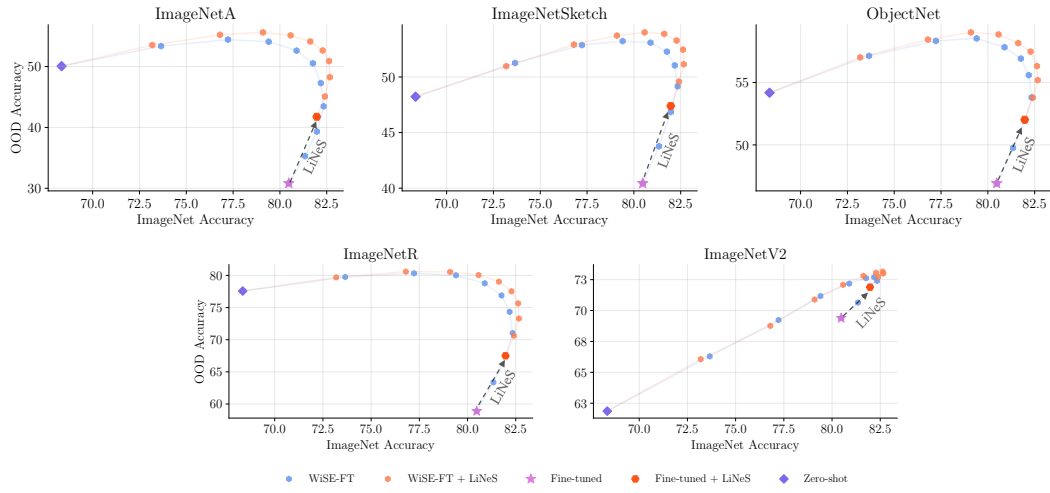 ImageNetA
ImageNetSketch
ObjectNet
OOD Accuracy
50
40
30
LiNeS
70.0 72.5 75.0 77.5 80.0 82.5
ImageNet Accuracy
50
45
40
LiNeS
70.0 72.5 75.0 77.5 80.0 82.5
ImageNet Accuracy
55
50
LiNeS
70.0 72.5 75.0 77.5 80.0 82.5
ImageNet Accuracy
ImageNetR
ImageNetV2
OOD Accuracy
80
75
70
65
60
LiNeS
70.0 72.5 75.0 77.5 80.0 82.5
ImageNet Accuracy
73
70
68
65
63
LiNeS
70.0 72.5 75.0 77.5 80.0 82.5
ImageNet Accuracy
WiSE-FT WiSE-FT + LiNeS Fine-tuned Fine-tuned + LiNeS Zero-shot